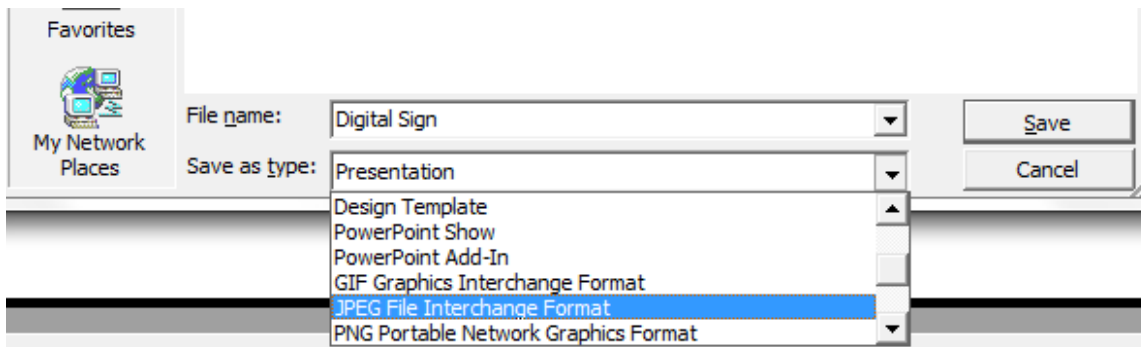 Favorites
My Network
Places
File name:
Digital Sign
Save
Save as type:
Presentation
Cancel
Design Template
PowerPoint Show
PowerPoint Add-In
GIF Graphics Interchange Format
JPEG File Interchange Format
PNG Portable Network Graphics Format